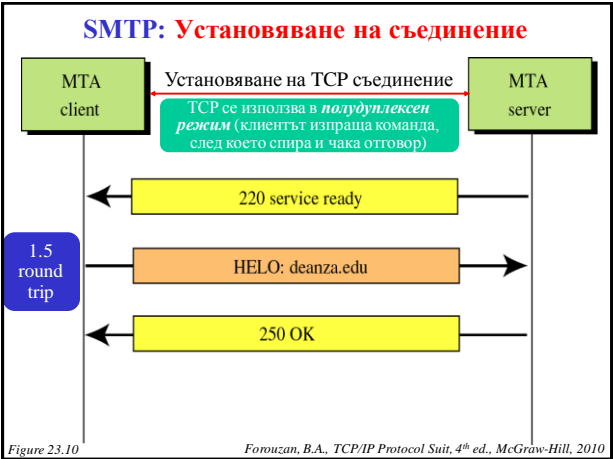 SMTP: Установяване на съединение
MTA
client
Установяване на TCP съединение
MTA
server
TCP се използва в полудуплексен
режим (клиентът изпраща команда,
след което спира и чака отговор)
220 service ready
1.5
round
trip
HELO: deanza.edu
250 OK
Figure 23.10
Forouzan, B.A., TCP/IP Protocol Suit, 4th ed., McGraw-Hill, 2010